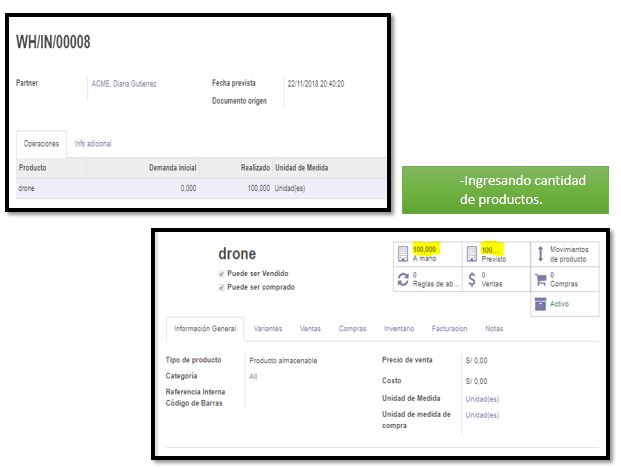 WH/IN/00008
Partner ACME, Diana Gutierrez Fecha prevista 22/11/2018 20:40:20
Documento origen
Operaciones Info adicional
Producto Demanda inicial Realizado Unidad de Medida
drone 0,000 100,000 Unidad(es)
-Ingresando cantidad
de productos.
drone
Puede ser Vendido
Puede ser comprado
100,000 A mano
100... Previsto
Movimientos de producto
0 Reglas de ab...
0 Ventas
0 Compras
Activo
Información General Variantes Ventas Compras Inventario Facturacion Notas
Tipo de producto Producto almacenable Precio de venta S/ 0,00
Categoría All Costo S/ 0,00
Referencia Interna
Código de Barras
Unidad de Medida Unidad(es)
Unidad de medida de compra Unidad(es)